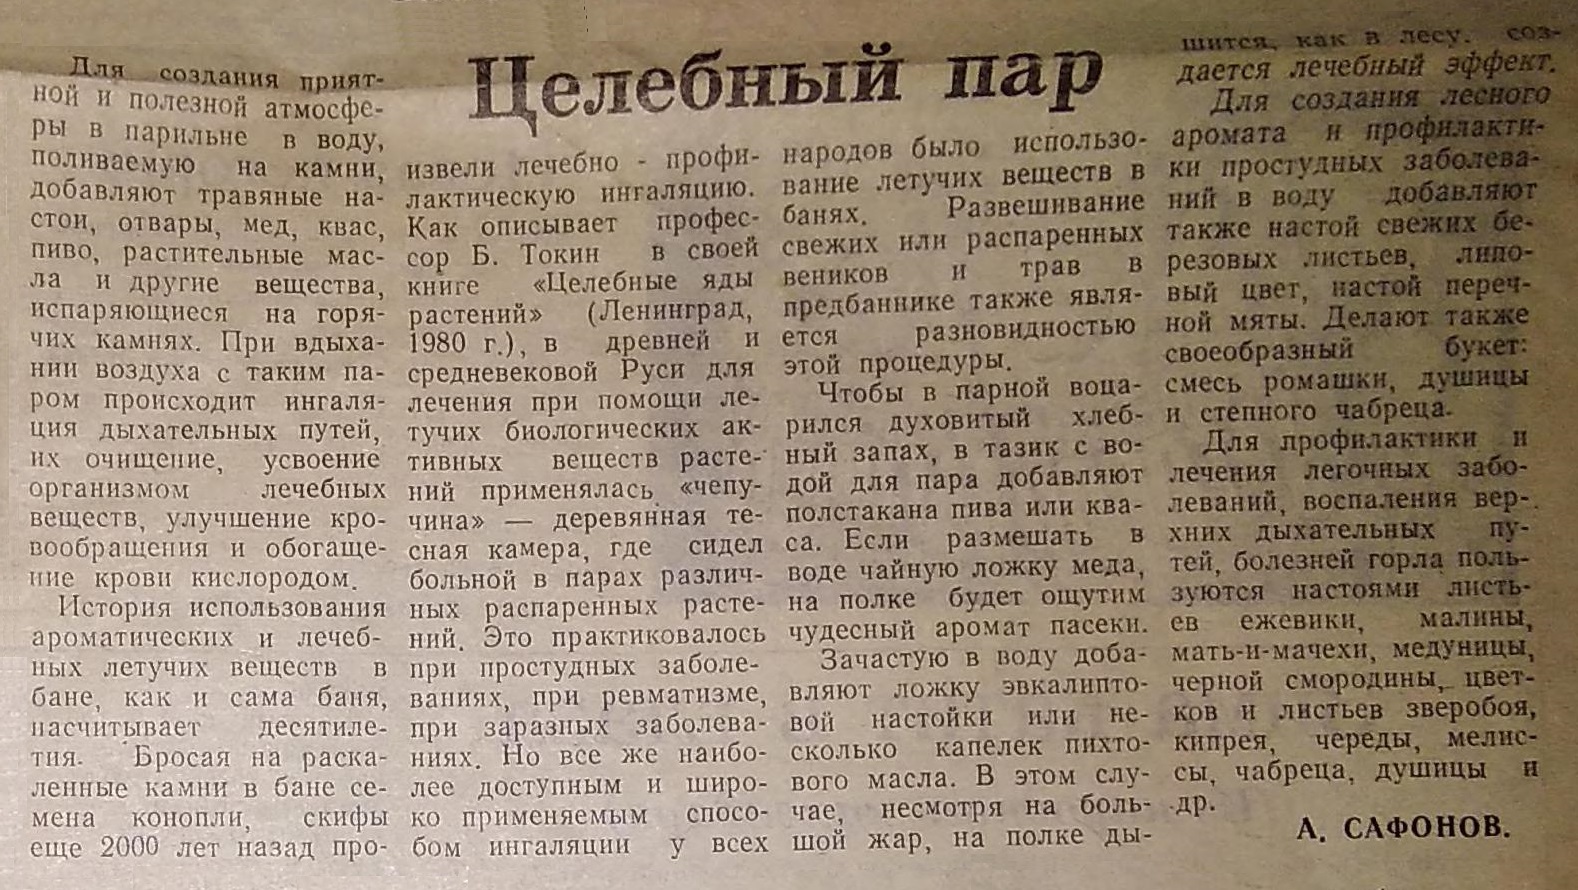 Целебный пар
Для создания прият-
ной и полезной атмосфе-
ры в парильне в воду,
поливаемую на камни,
добавляют травяные на-
стои, отвары, мед, квас,
пиво, растительные мас-
ла и другие вещества,
испаряющиеся на горя-
чих камнях. При вдыха-
нии воздуха с таким па-
ром происходит ингаля-
ция дыхательных путей,
их очищение, усвоение
организмом лечебных
веществ, улучшение кро-
вообращения и обогаще-
ние крови кислородом.
История использования
ароматических и лечеб-
ных летучих веществ в
бане, как и сама баня,
насчитывает десятиле-
тия. Бросая на раска-
ленные камни в бане се-
мена конопли, скифы
еще 2000 лет назад про-
извели лечебно - профи-
лактическую ингаляцию.
Как описывает профес-
сор Б. Токин в своей
книге «Целебные яды
растений» (Ленинград,
1980 г.), в древней и
средневековой Руси для
лечения при помощи ле-
тучих биологических ак-
тивных веществ расте-
ний применялась «чепу-
чина» — деревянная те-
сная камера, где сидел
больной в парах различ-
ных распаренных расте-
ний. Это практиковалось
при простудных заболе-
ваниях, при ревматизме,
при заразных заболева-
ниях. Но все же наибо-
лее доступным и широ-
ко применяемым спосо-
бом ингаляции у всех
народов было использо-
вание летучих веществ в
банях. Развешивание
свежих или распаренных
веников и трав в
предбаннике также явля-
ется разновидностью
этой процедуры.
Чтобы в парной воца-
рился духовитый хлеб-
ный запах, в тазик с во-
дой для пара добавляют
полстакана пива или ква-
са. Если размешать в
воде чайную ложку меда,
на полке будет ощутим
чудесный аромат пасеки.
Зачастую в воду доба-
вляют ложку эвкалипто-
вой настойки или не-
сколько капелек пихто-
вого масла. В этом слу-
чае, несмотря на боль-
шой жар, на полке ды-
шится, как в лесу. соз-
дается лечебный эффект.
Для создания лесного
аромата и профилакти-
ки простудных заболева-
ний в воду добавляют
также настой свежих бе-
резовых листьев, липо-
вый цвет, настой переч-
ной мяты. Делают также
своеобразный букет:
смесь ромашки, душицы
и степного чабреца.
Для профилактики и
лечения легочных забо-
леваний, воспаления вер-
хних дыхательных пу-
тей, болезней горла поль-
зуются настоями листь-
ев ежевики, малины,
мать-и-мачехи, медуницы,
черной смородины, цвет-
ков и листьев зверобоя,
кипрея, череды, мелис-
сы, чабреца, душицы и
др.
А. САФОНОВ.